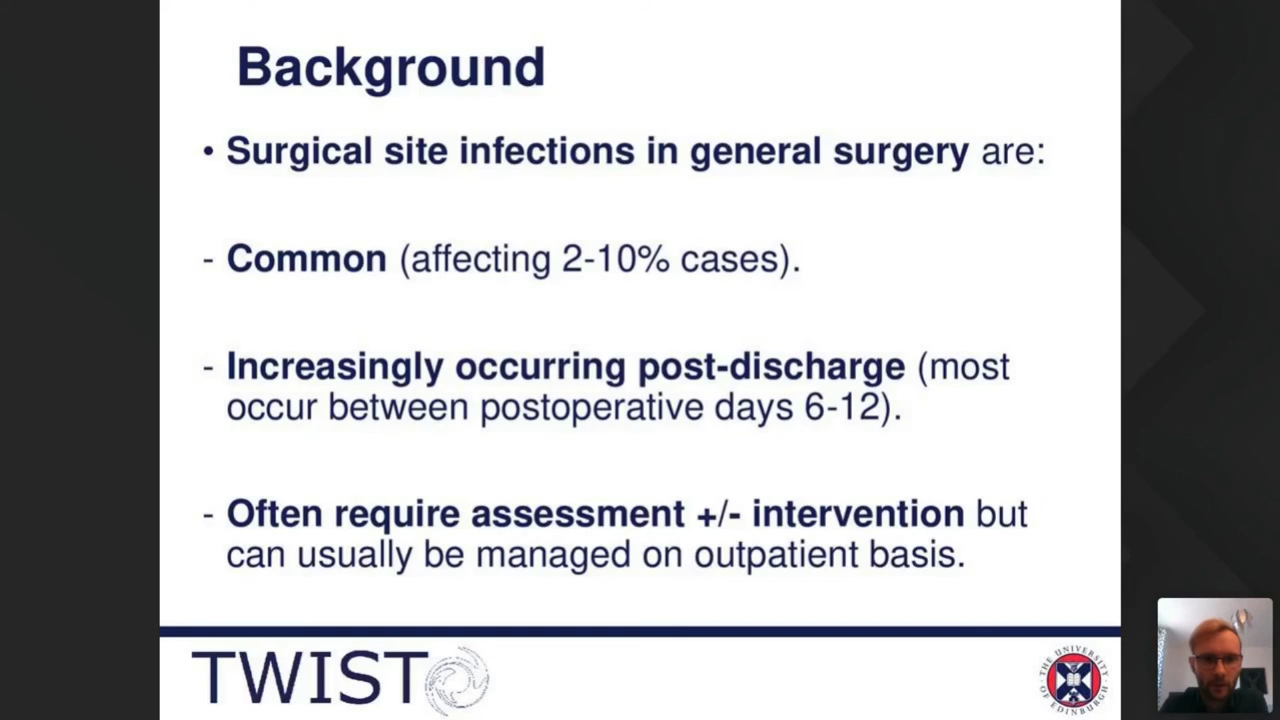 Background
• Surgical site infections in general surgery are:
- Common (affecting 2-10% cases).
- Increasingly occurring post-discharge (most
occur between postoperative days 6-12).
- Often require assessment +/- intervention but
can usually be managed on outpatient basis.
TWIST
THE UNIVERSITY
OF EDINBURGH